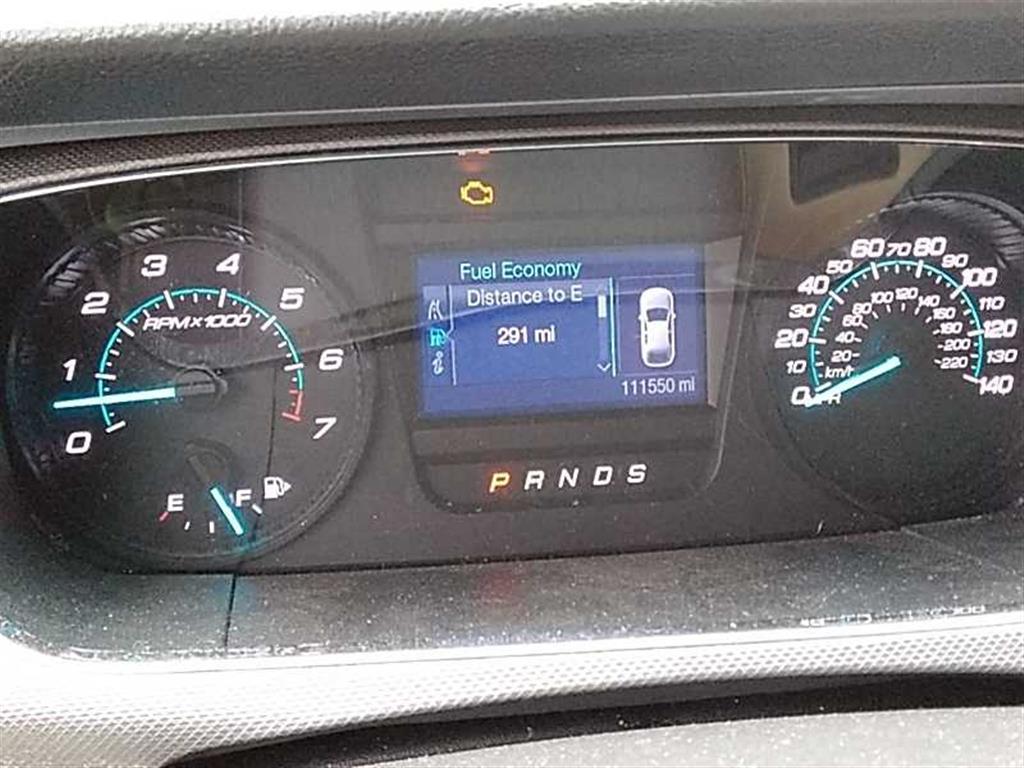 0 1 2 3 4 5 6 7
RPMx1000
E F
Fuel Economy
Distance to E
291 mi
111550 mi
P R N D S
0 10 20 30 40 50 60 70 80 90 100 110 120 130 140
20 40 60 80 100 120 140 160 180 200 220
km/h